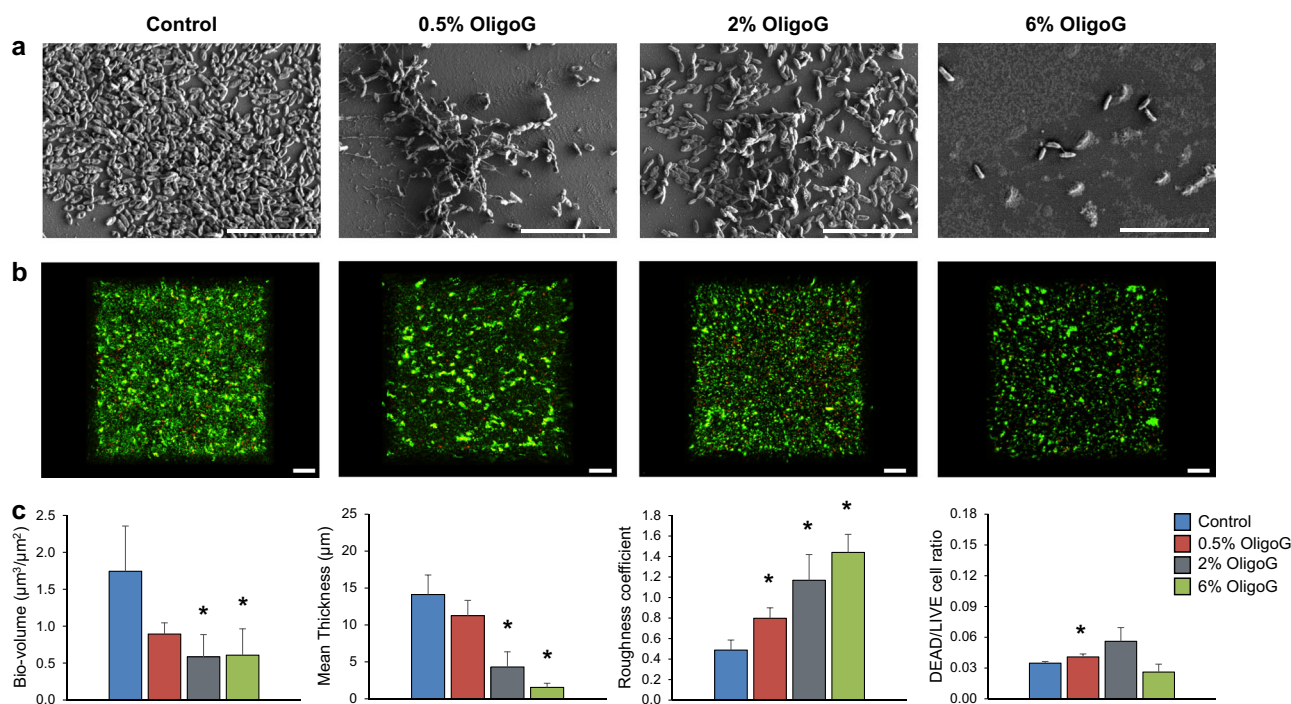 Control 0.5% OligoG 2% OligoG 6% OligoG
a
b
c
Bio-volume (µm³/µm²)
2.5
2.0
1.5
1.0
0.5
0.0
* *
Mean Thickness (µm)
25
20
15
10
5
0
* *
Roughness coefficient
1.8
1.6
1.4
1.2
1.0
0.8
0.6
0.4
0.2
0.0
* * *
DEAD/LIVE cell ratio
0.18
0.15
0.12
0.09
0.06
0.03
0.00
*
Control
0.5% OligoG
2% OligoG
6% OligoG